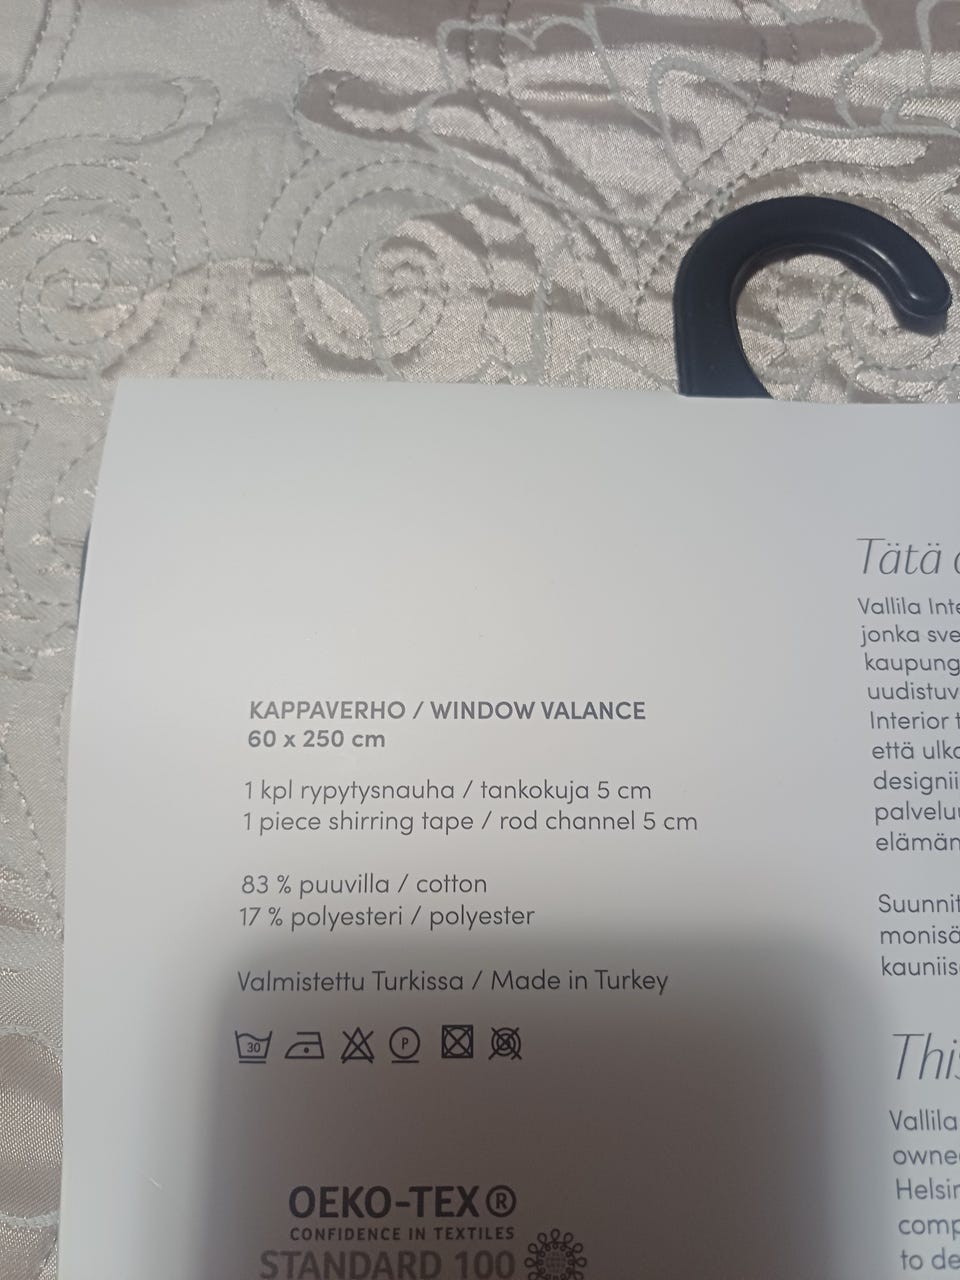 KAPPAVERHO / WINDOW VALANCE
60 x 250 cm
1 kpl rypytysnauha / tankokuja 5 cm
1 piece shirring tape / rod channel 5 cm
83 % puuvilla / cotton
17 % polyesteri / polyester
Valmistettu Turkissa / Made in Turkey
30 P
OEKO-TEX®
CONFIDENCE IN TEXTILES
STANDARD 100
Tätä
Vallila Inte
jonka sve
kaupung
uudistuv
Interior t
että ulko
designii
palvelu
elämän
Suunnit
monisä
kauniis
This
Vallila
owne
Helsin
comp
to de